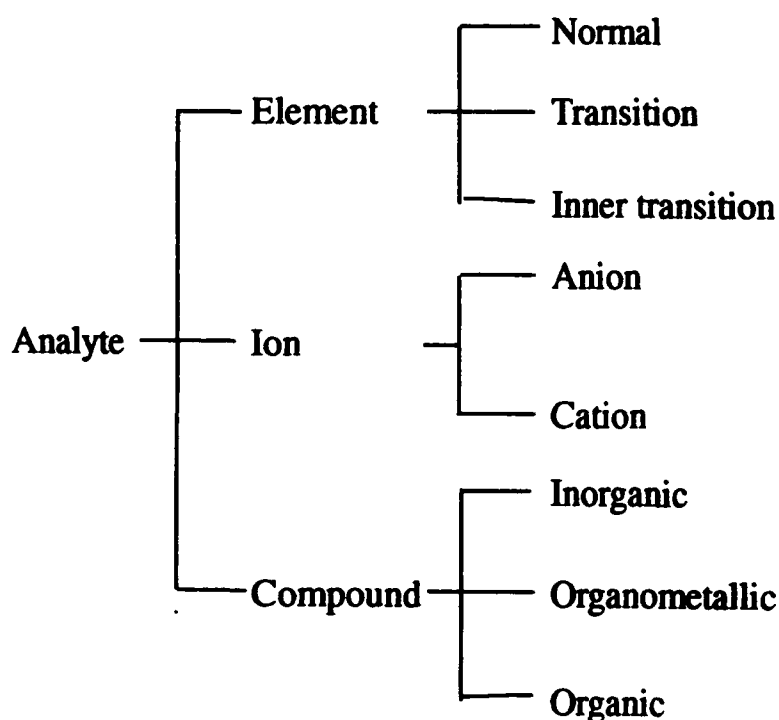 Normal
Element
Transition
Inner transition
Anion
Analyte
Ion
Cation
Inorganic
Compound
Organometallic
Organic